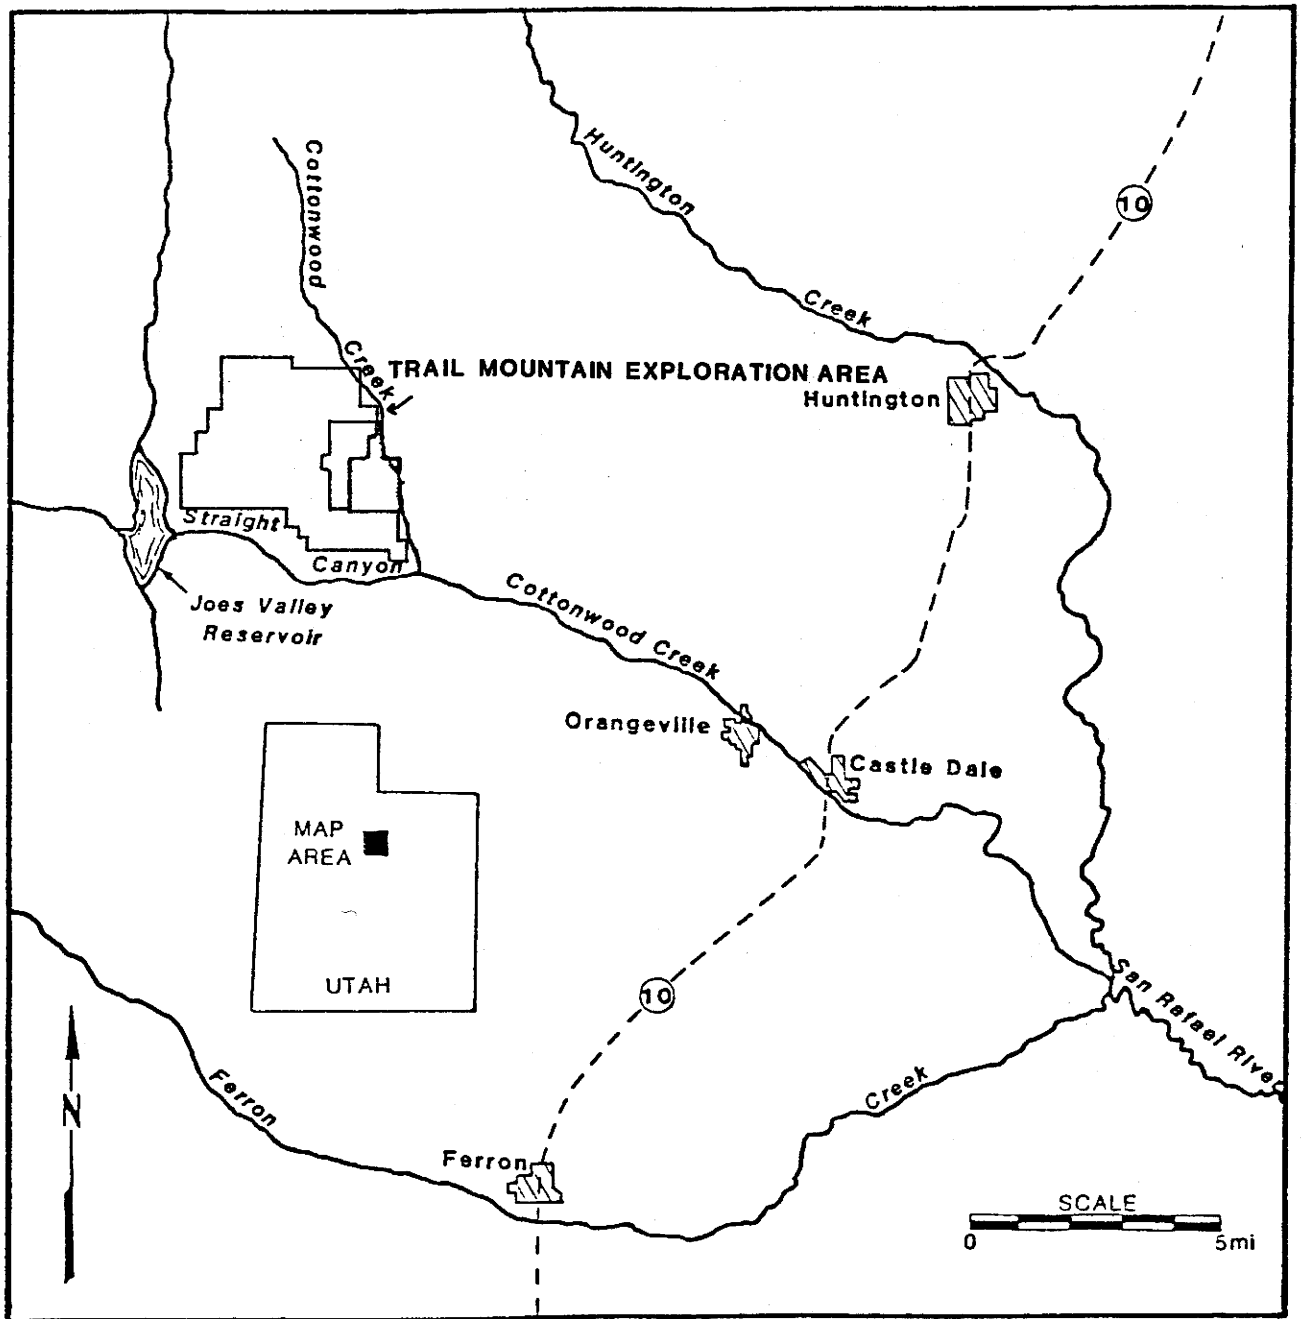 Cottonwood
Creek
Huntington
Creek
10
TRAIL MOUNTAIN EXPLORATION AREA
Huntington
Straight
Canyon
Joes Valley
Reservoir
Cottonwood Creek
Orangeville
Castle Dale
MAP
AREA
UTAH
10
San Rafael River
Ferron
Creek
N
Ferron
SCALE
0
5mi